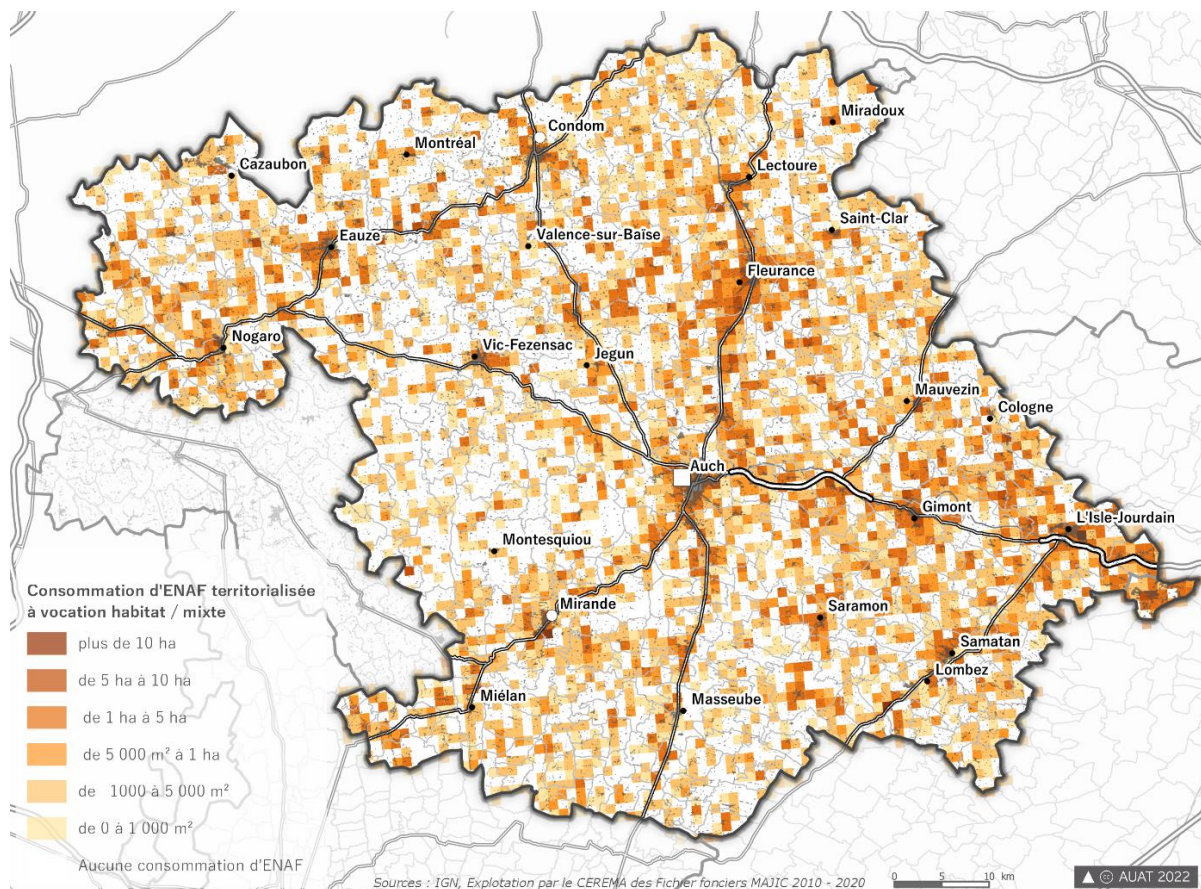 Miradoux
Condom
Montréal
Cazaubon
Lectoure
Saint-Clar
Eauze
Valence-sur-Baïse
Fleurance
Nogaro
Vic-Fezensac
Jegun
Mauvezin
Cologne
Auch
Gimont
L'Isle-Jourdain
Montesquiou
Mirande
Saramon
Samatan
Lombez
Miélan
Masseube
Consommation d'ENAF territorialisée
à vocation habitat / mixte
plus de 10 ha
de 5 ha à 10 ha
de 1 ha à 5 ha
de 5 000 m² à 1 ha
de 1000 à 5 000 m²
de 0 à 1 000 m²
Aucune consommation d'ENAF
Sources : IGN, Explotation par le CEREMA des Fichier fonciers MAJIC 2010 - 2020
0 5 10 km
▲ cc AUAT 2022